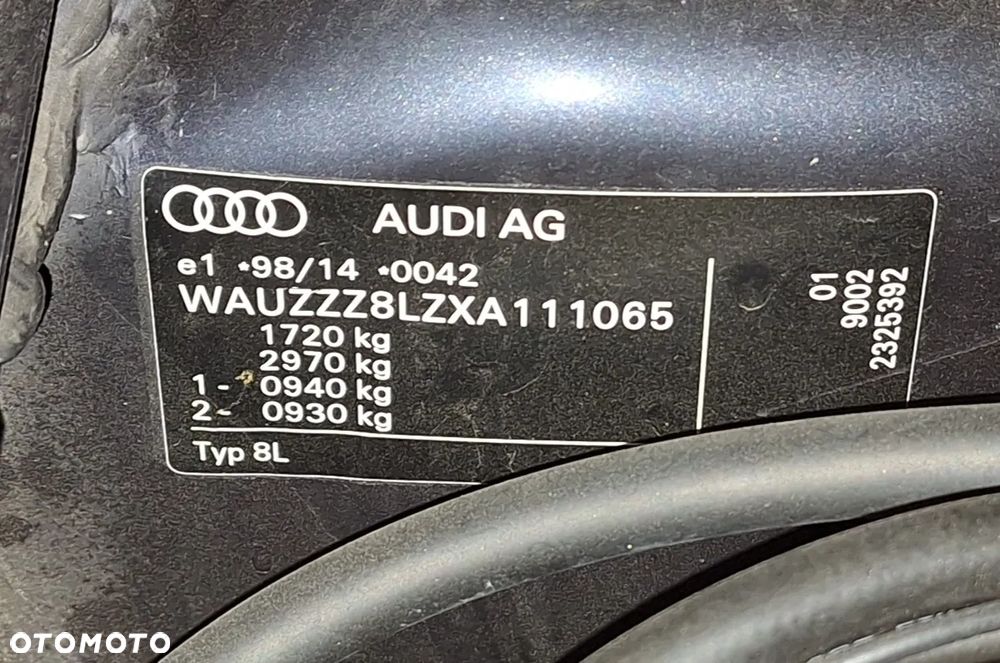 AUDI AG
e1 *98/14 *0042
WAUZZZ8LZXA111065
1720 kg
2970 kg
1 - 0940 kg
2 - 0930 kg
Typ 8L
01
9002
2325392
OTOMOTO